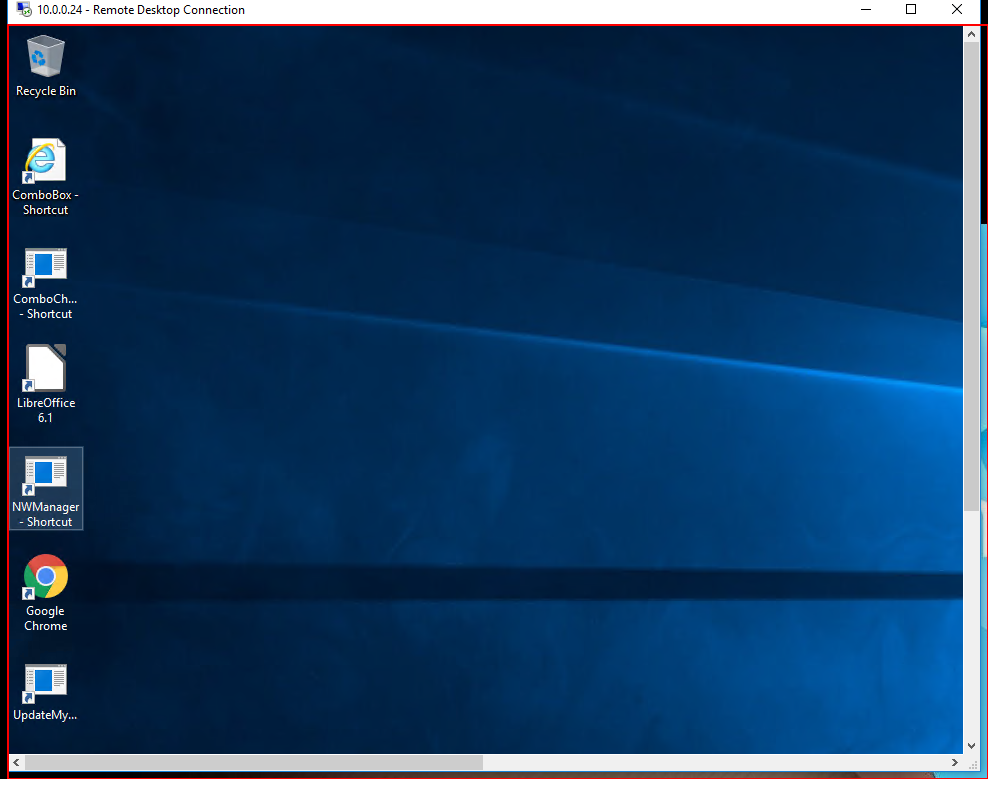 10.0.0.24 - Remote Desktop Connection
Recycle Bin
ComboBox -
Shortcut
ComboCh...
- Shortcut
LibreOffice
6.1
NWManager
- Shortcut
Google
Chrome
UpdateMy...